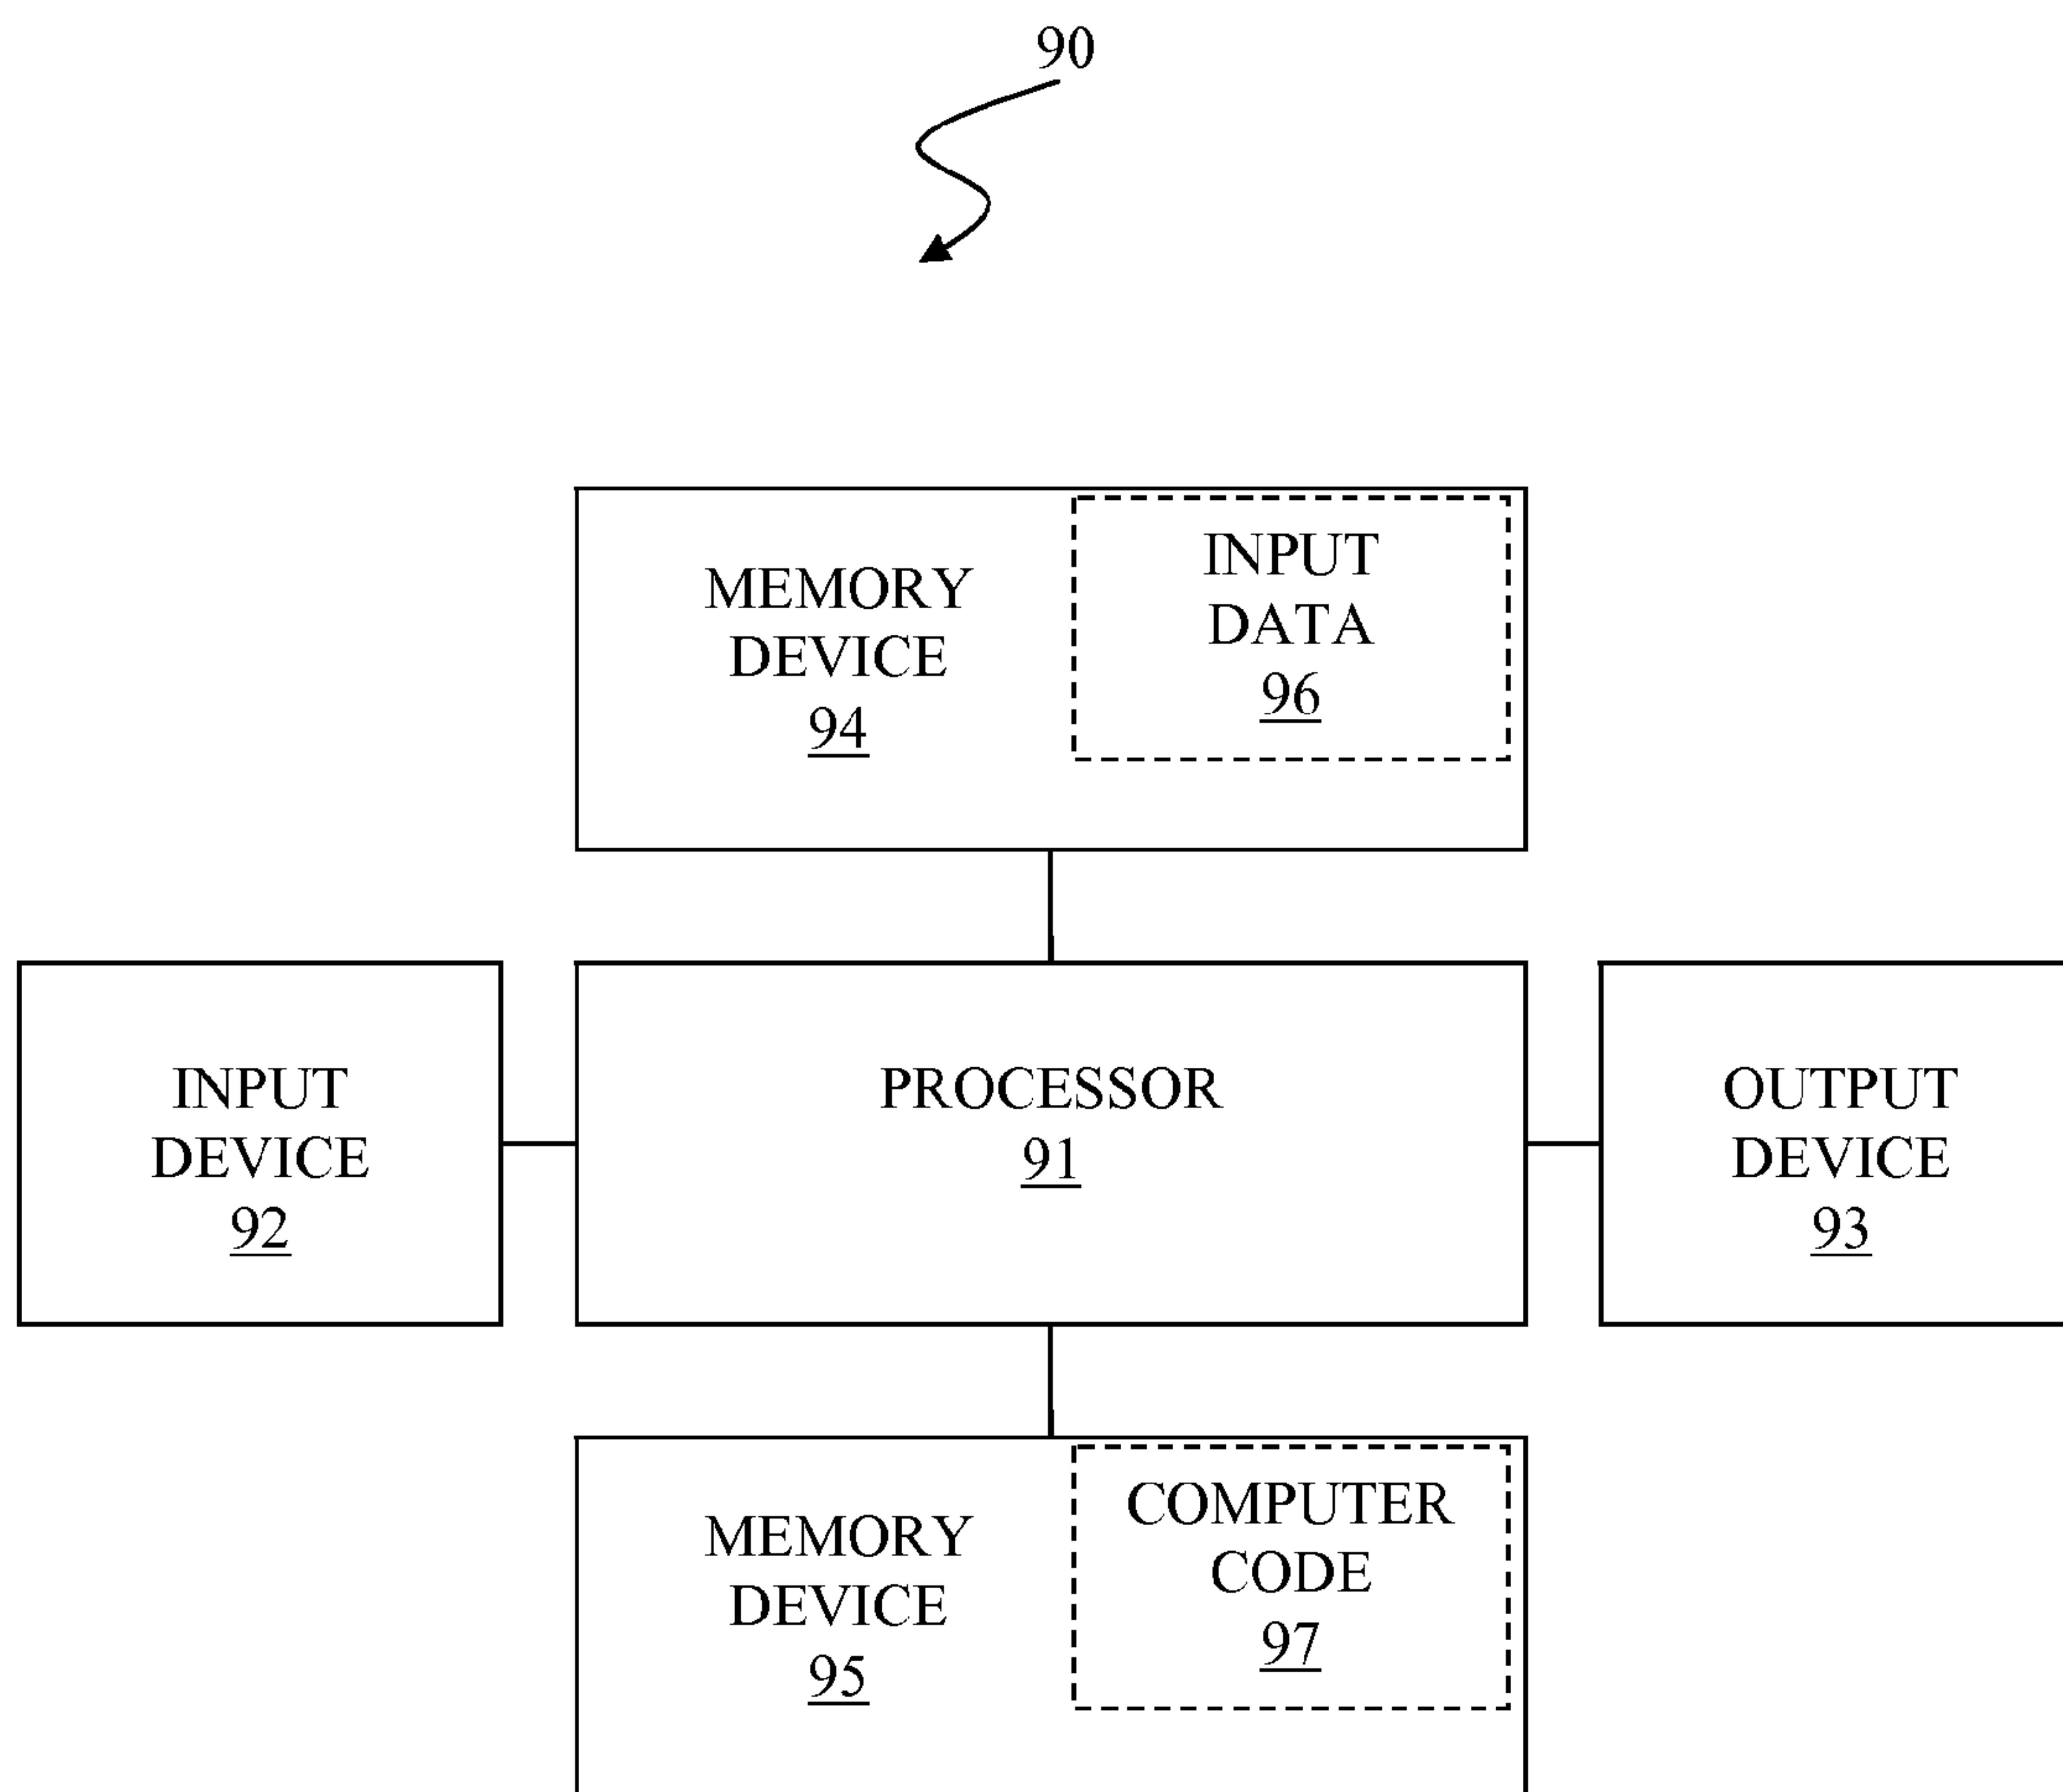 90
MEMORY
DEVICE
94
INPUT
DATA
96
INPUT
DEVICE
92
PROCESSOR
91
OUTPUT
DEVICE
93
MEMORY
DEVICE
95
COMPUTER
CODE
97